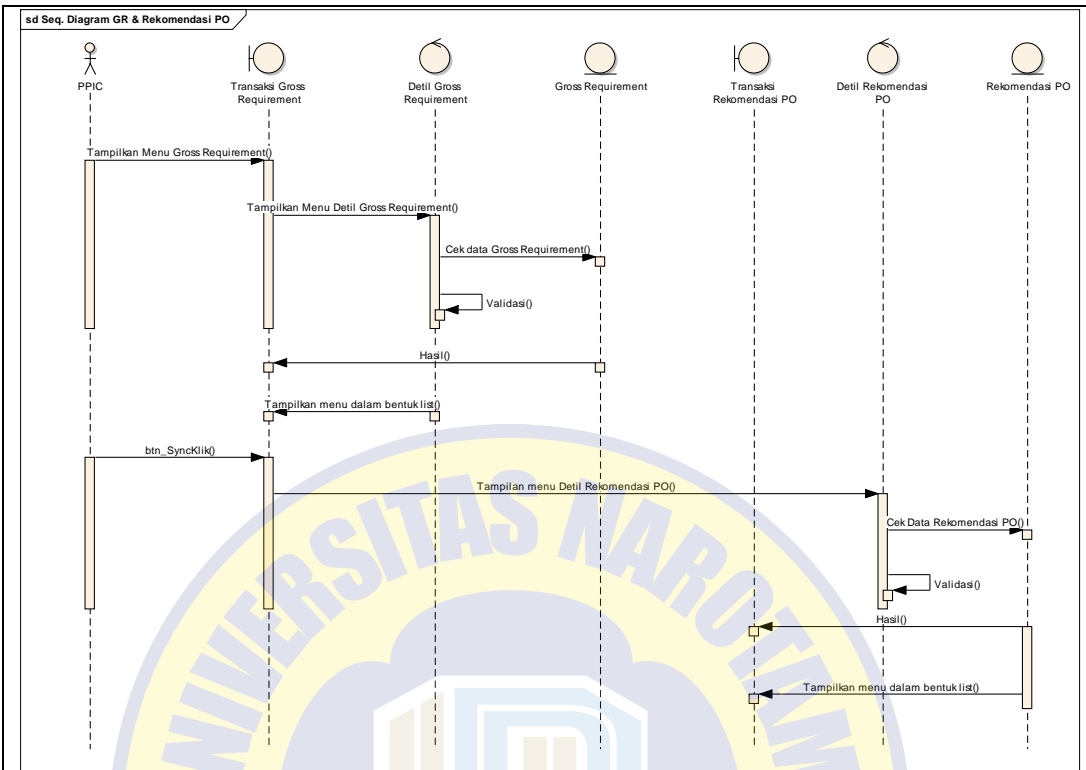 sd Seq. Diagram GR & Rekomendasi PO
PPIC
Transaksi Gross
Requirement
Detil Gross
Requirement
Gross Requirement
Transaksi
Rekomendasi PO
Detil Rekomendasi
PO
Rekomendasi PO
Tampilkan Menu Gross Requirement()
Tampilkan Menu Detil Gross Requirement()
Cek data Gross Requirement()
Validasi()
Hasil()
Tampilkan menu dalam bentuk list()
btn_SyncKlik()
Tampilan menu Detil Rekomendasi PO()
Cek Data Rekomendasi PO()
Validasi()
Hasil()
Tampilkan menu dalam bentuk list()
UNIVERSITAS NAROTAM